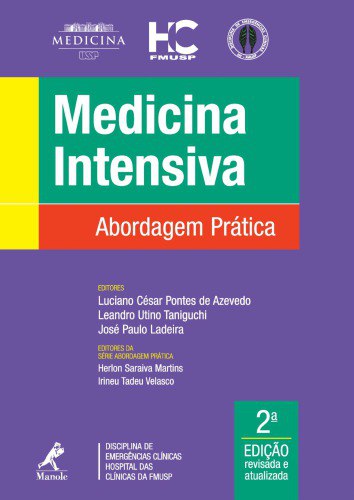 MEDICINA
USP
HC
FMUSP
Medicina
Intensiva
Abordagem Prática
EDITORES
Luciano César Pontes de Azevedo
Leandro Utino Taniguchi
José Paulo Ladeira
EDITORES DA
SÉRIE ABORDAGEM PRÁTICA:
Herlon Saraiva Martins
Irineu Tadeu Velasco
2ª
EDIÇÃO
revisada e
atualizada
DISCIPLINA DE
EMERGÊNCIAS CLÍNICAS
HOSPITAL DAS
CLÍNICAS DA FMUSP
Manole